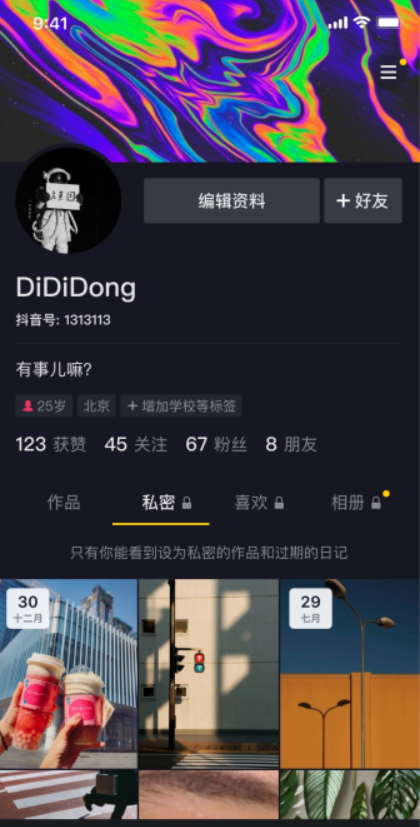 9:41
编辑资料
+ 好友
DiDiDong
抖音号: 1313113
有事儿嘛?
25岁 北京 + 增加学校等标签
123 获赞 45 关注 67 粉丝 8 朋友
作品 私密 喜欢 相册
只有你能看到设为私密的作品和过期的日记
30
十二月
29
七月